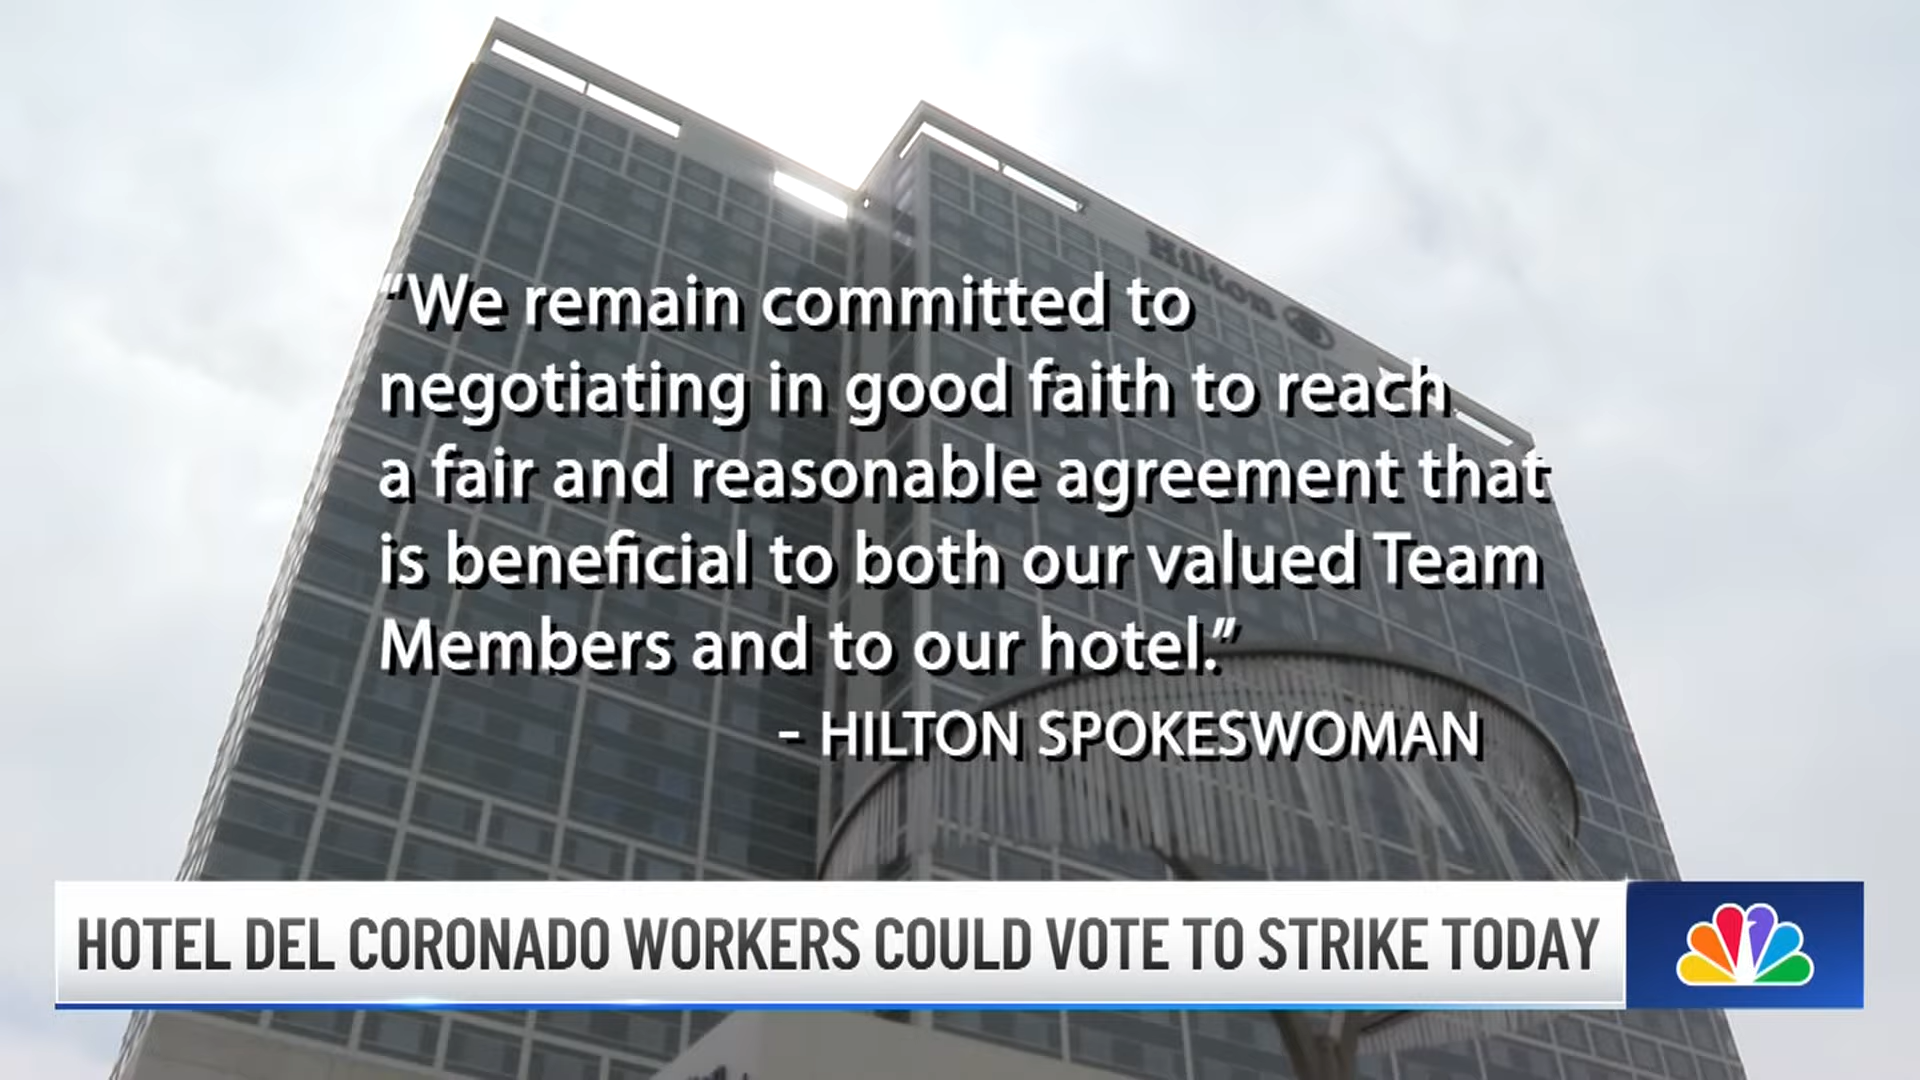 Hilton
“We remain committed to
negotiating in good faith to reach
a fair and reasonable agreement that
is beneficial to both our valued Team
Members and to our hotel.”
- HILTON SPOKESWOMAN
HOTEL DEL CORONADO WORKERS COULD VOTE TO STRIKE TODAY